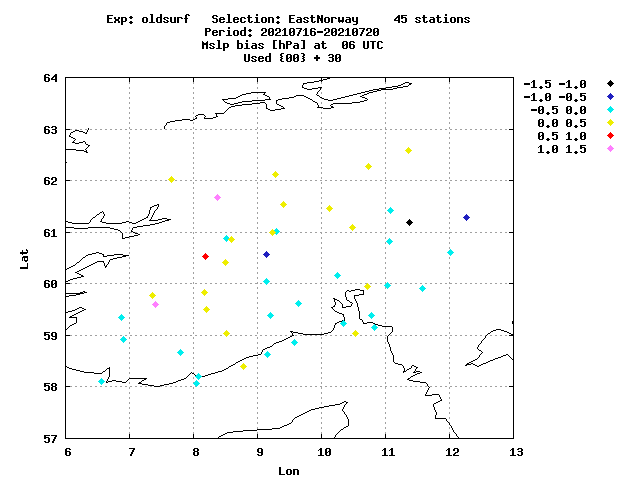 Exp: oldsurf   Selection: EastNorway     45 stations
Period: 20210716-20210720
Mslp bias [hPa] at  06 UTC
Used {00} + 30
-1.5 -1.0
-1.0 -0.5
-0.5 0.0
0.0 0.5
0.5 1.0
1.0 1.5
64
63
62
61
60
59
58
57
Lat
6 7 8 9 10 11 12 13
Lon